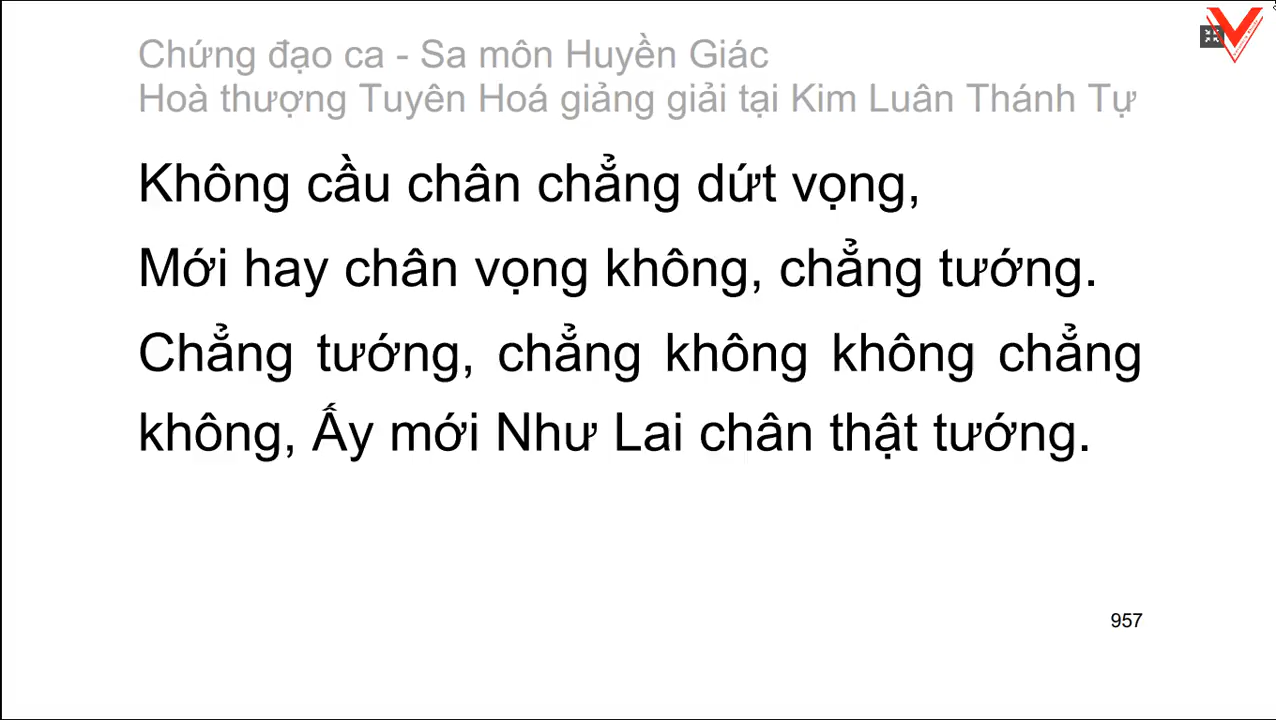 Chứng đạo ca - Sa môn Huyền Giác
Hoà thượng Tuyên Hoá giảng giải tại Kim Luân Thánh Tự
Không cầu chân chẳng dứt vọng,
Mới hay chân vọng không, chẳng tướng.
Chẳng tướng, chẳng không không chẳng
không, Ấy mới Như Lai chân thật tướng.
957